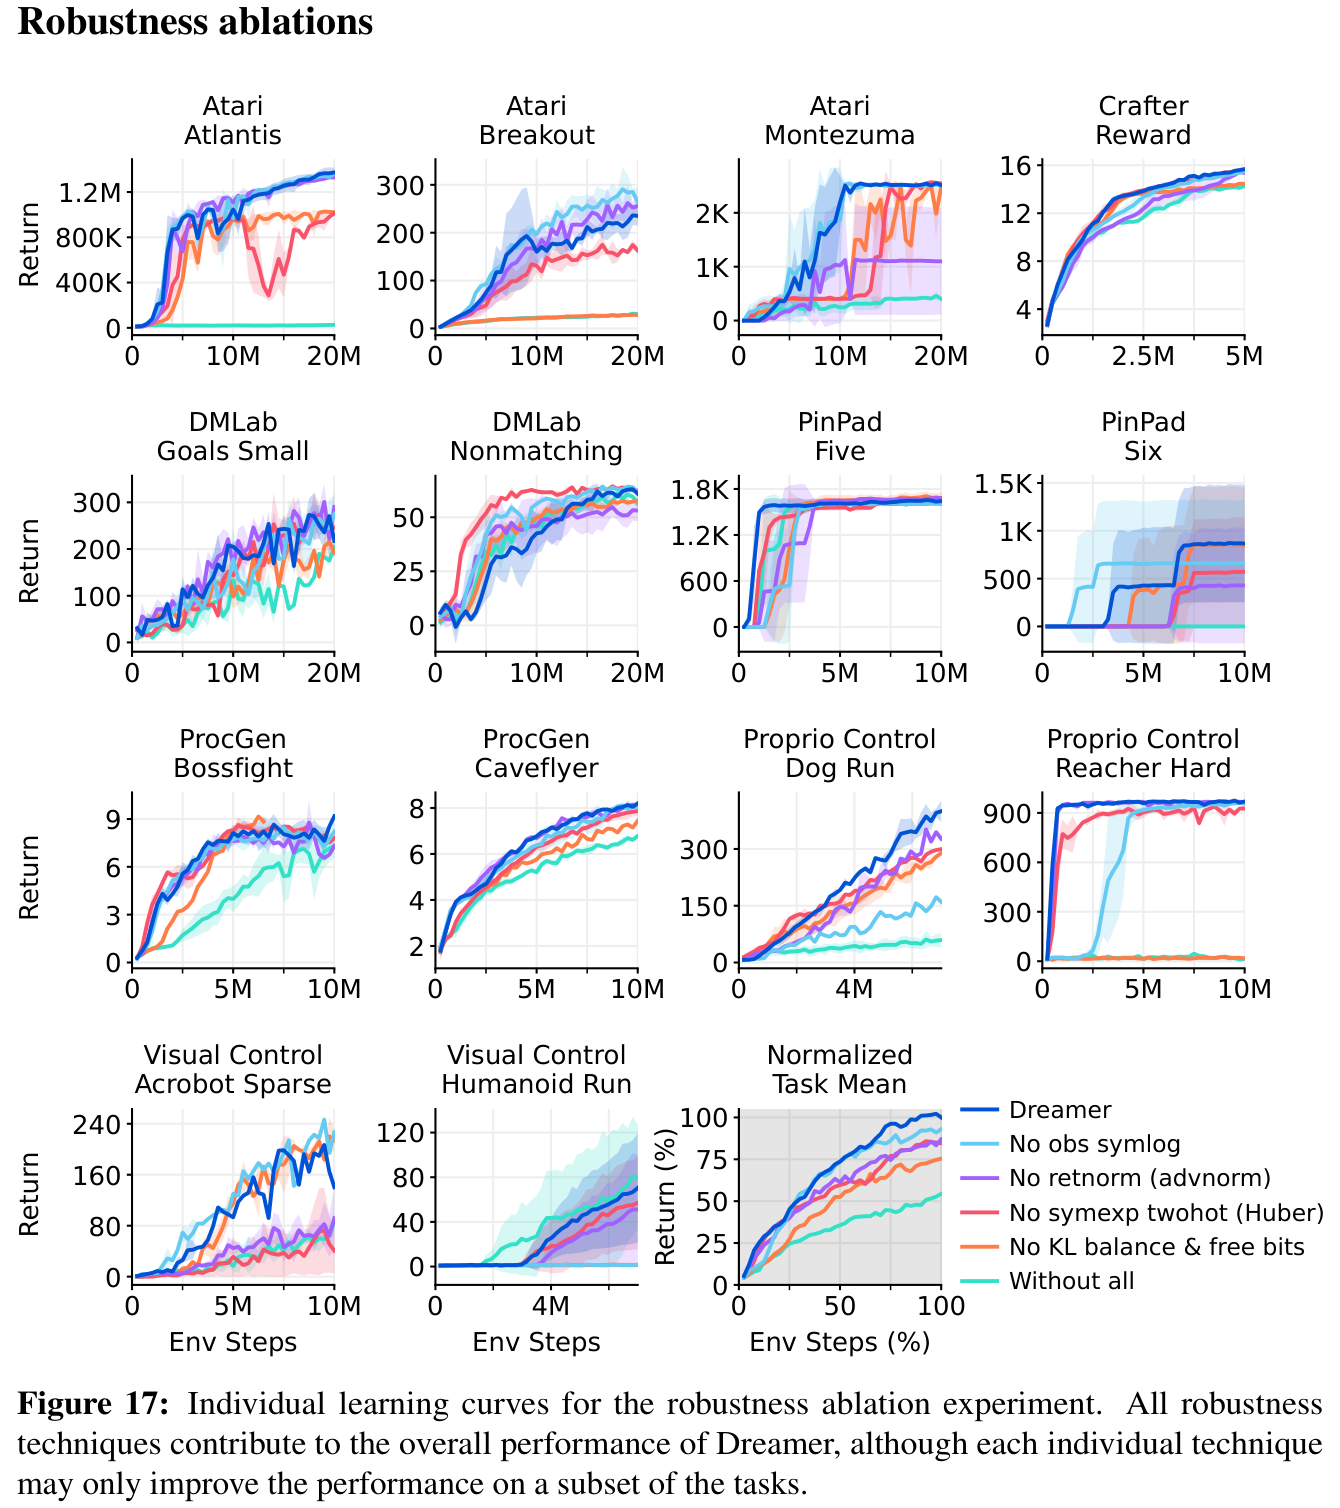 Robustness ablations
Atari
Atlantis
Return
1.2M
800K
400K
0
0
10M
20M
Atari
Breakout
300
200
100
0
0
10M
20M
Atari
Montezuma
2K
1K
0
0
10M
20M
Crafter
Reward
16
12
8
4
0
2.5M
5M
DMLab
Goals Small
Return
300
200
100
0
0
10M
20M
DMLab
Nonmatching
50
25
0
0
10M
20M
PinPad
Five
1.8K
1.2K
600
0
0
5M
10M
PinPad
Six
1.5K
1K
500
0
0
5M
10M
ProcGen
Bossfight
Return
9
6
3
0
0
5M
10M
ProcGen
Caveflyer
8
6
4
2
0
5M
10M
Proprio Control
Dog Run
300
150
0
0
4M
Proprio Control
Reacher Hard
900
600
300
0
0
5M
10M
Visual Control
Acrobot Sparse
Return
240
160
80
0
0
5M
10M
Env Steps
Visual Control
Humanoid Run
120
80
40
0
0
4M
Env Steps
Normalized
Task Mean
Return (%)
100
75
50
25
0
0
50
100
Env Steps (%)
Dreamer
No obs symlog
No retnorm (advnorm)
No symexp twohot (Huber)
No KL balance & free bits
Without all
Figure 17: Individual learning curves for the robustness ablation experiment. All robustness
techniques contribute to the overall performance of Dreamer, although each individual technique
may only improve the performance on a subset of the tasks.